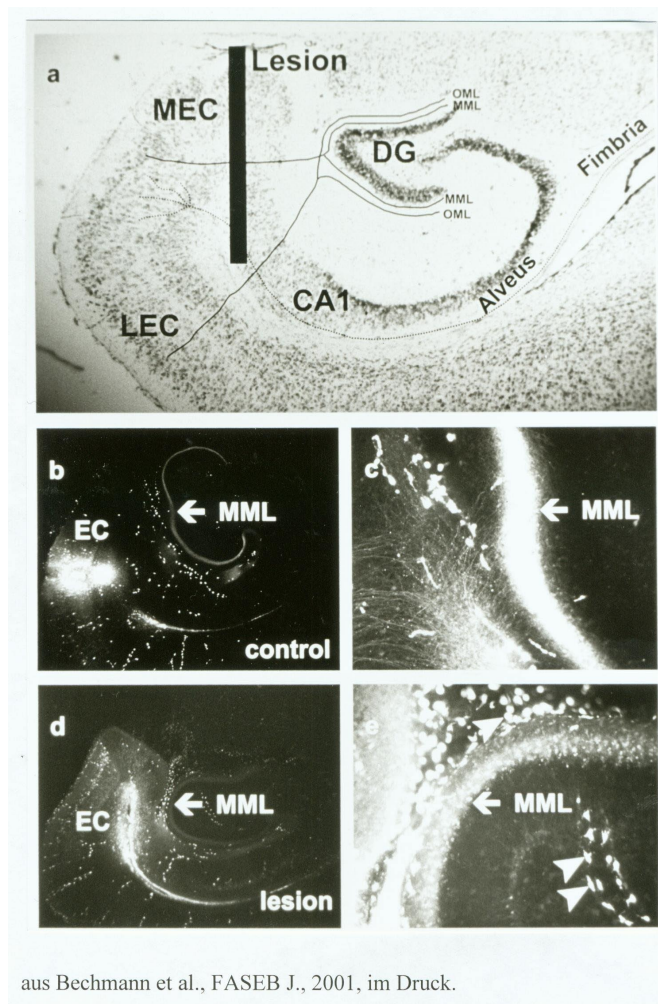 a
Lesion
MEC
OML
MML
DG
Fimbria
MML
OML
CA1
Alveus
LEC
b
MML
EC
control
c
MML
d
MML
EC
lesion
e
MML
aus Bechmann et al., FASEB J., 2001, im Druck.